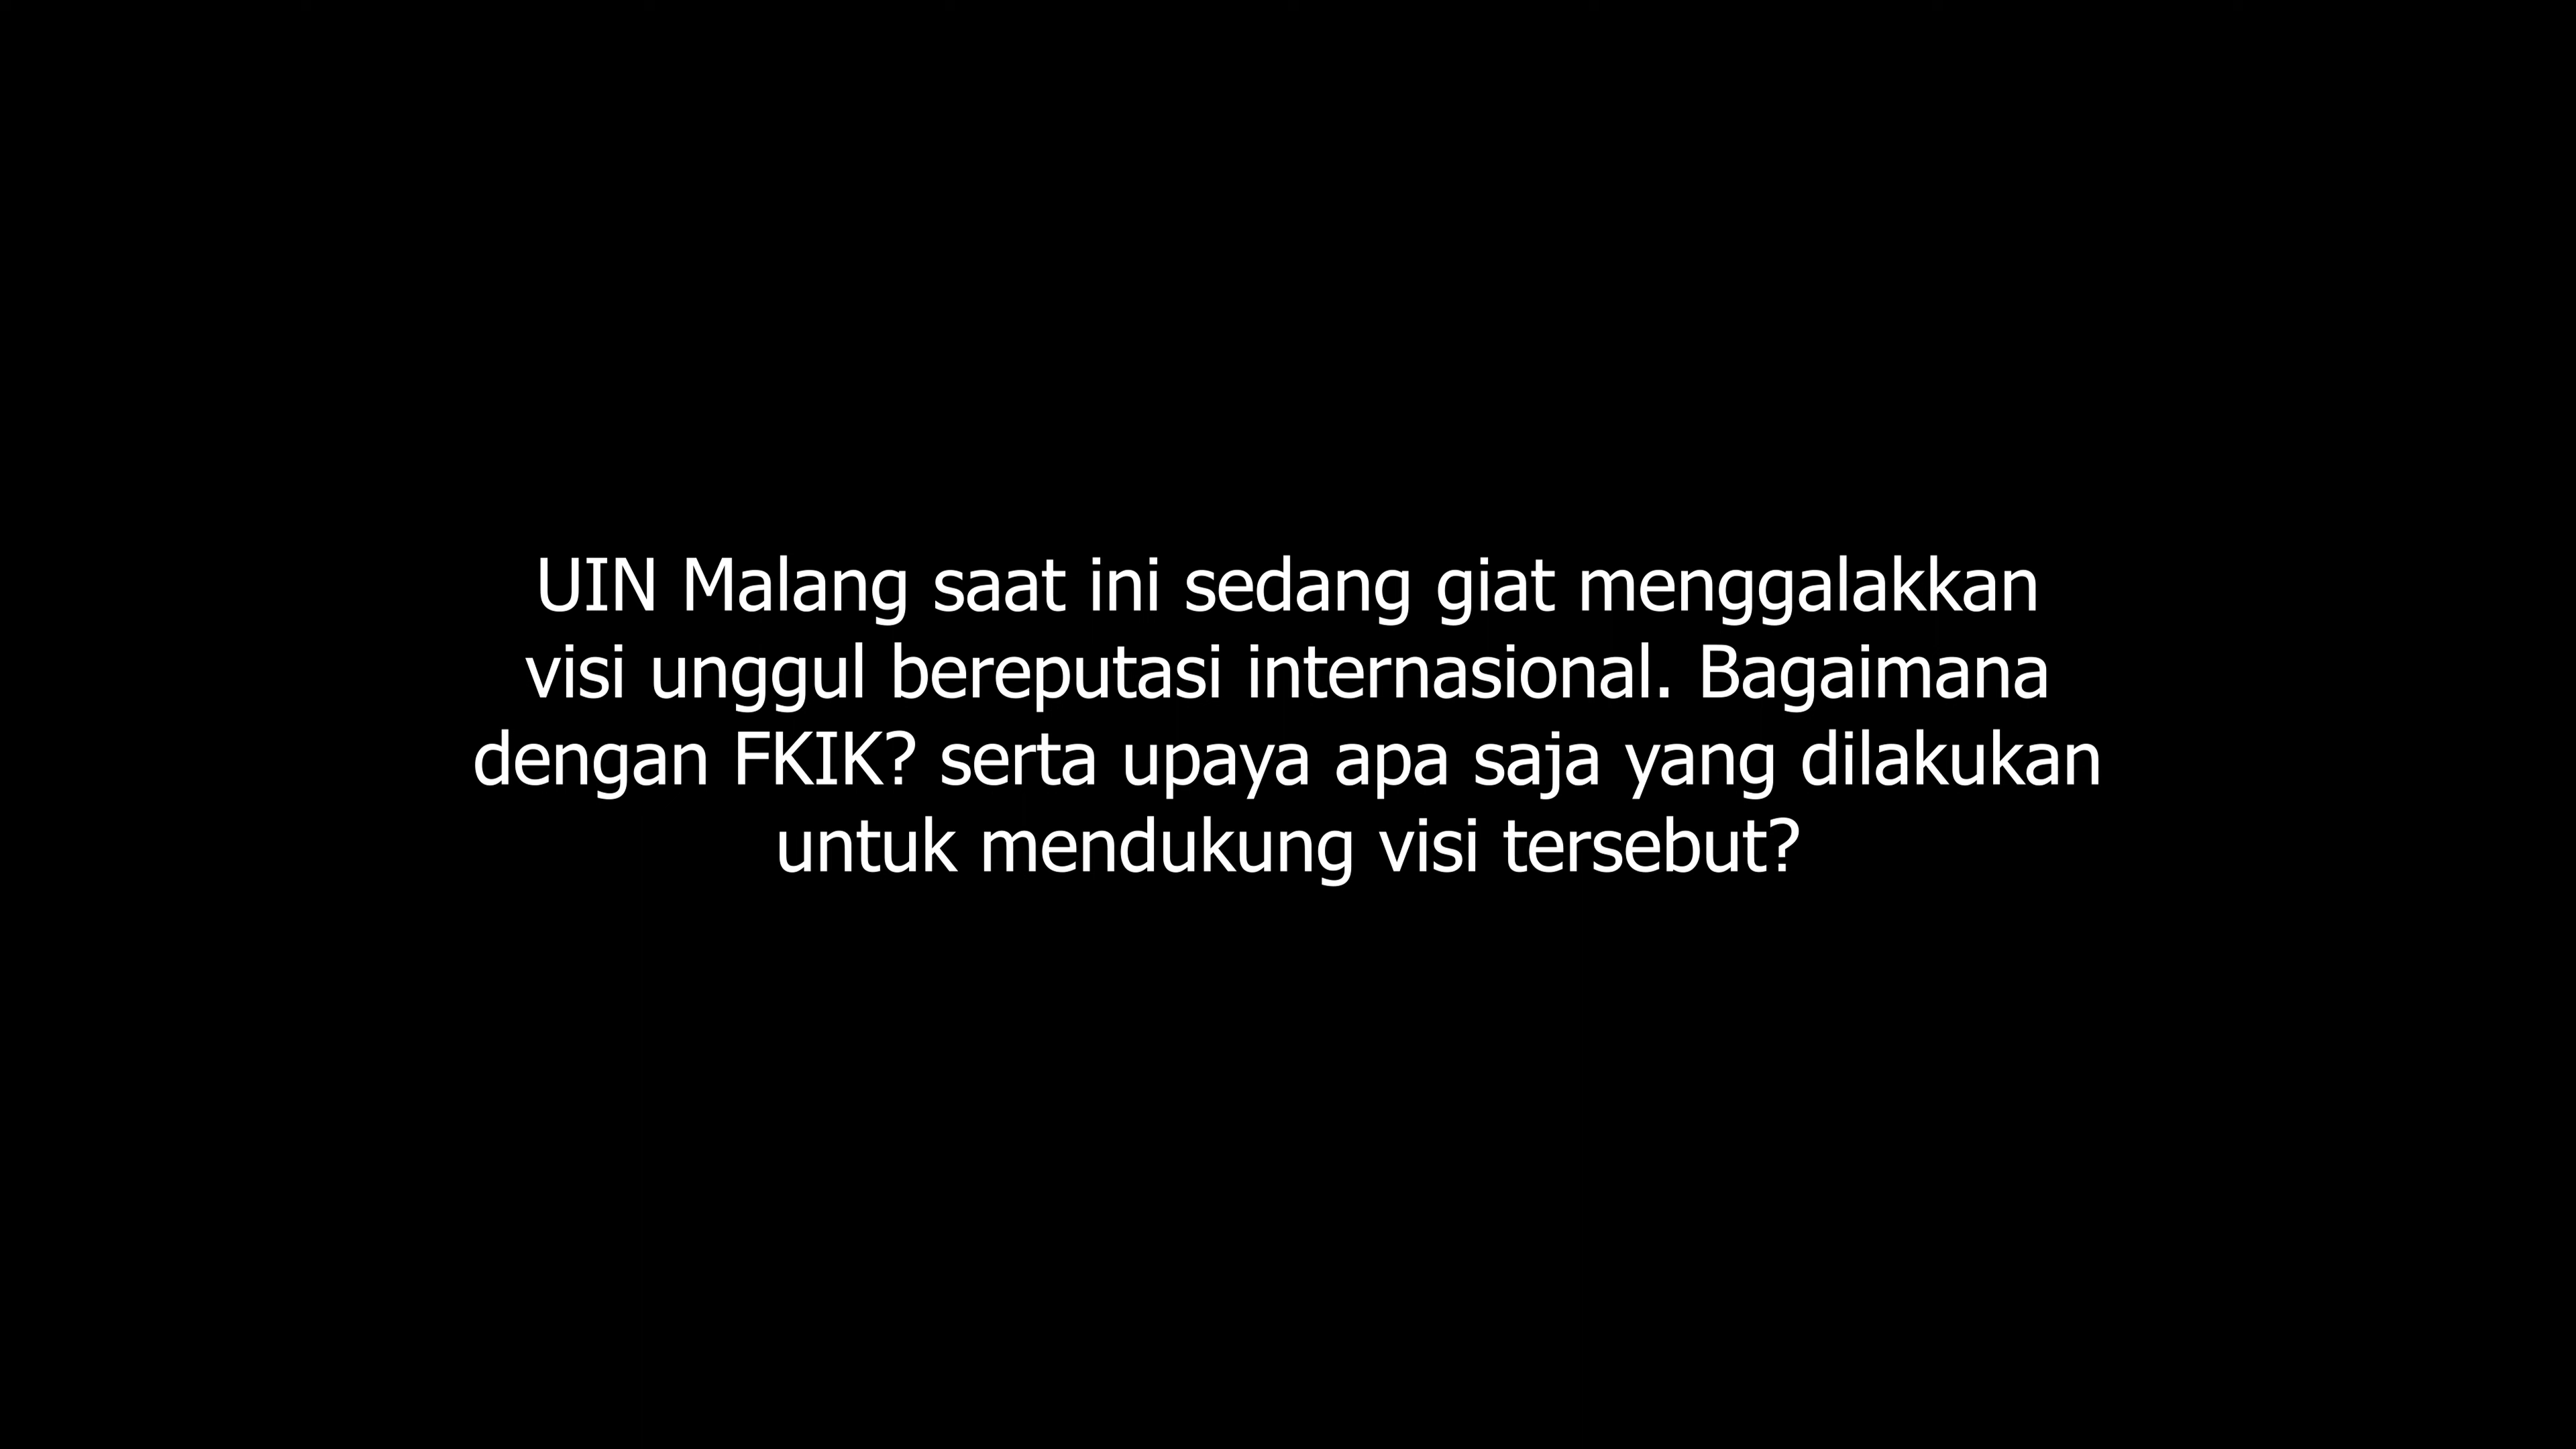 UIN Malang saat ini sedang giat menggalakkan
visi unggul bereputasi internasional. Bagaimana
dengan FKIK? serta upaya apa saja yang dilakukan
untuk mendukung visi tersebut?